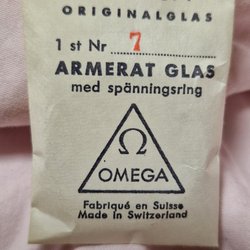 ORIGINALGLAS
1 st Nr 7
ARMERAT GLAS
med spänningsring
Ω
OMEGA
Fabriqué en Suisse
Made in Switzerland